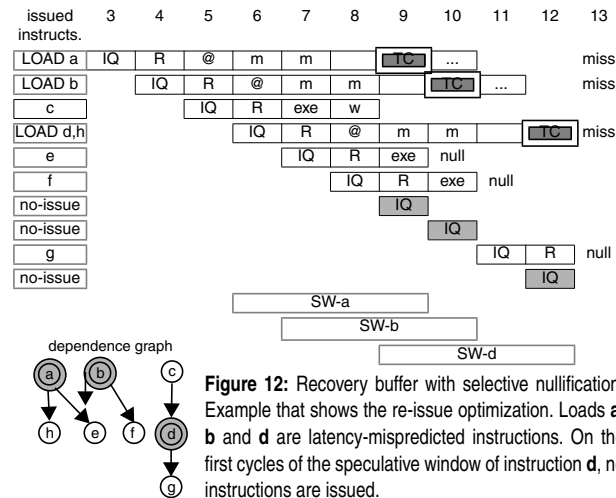 issued instructs. 3 4 5 6 7 8 9 10 11 12 13
LOAD a IQ R @ m m TC ... miss
LOAD b IQ R @ m m TC ... miss
c IQ R exe w
LOAD d,h IQ R @ m m TC miss
e IQ R exe null
f IQ R exe null
no-issue IQ
no-issue IQ
g IQ R null
no-issue IQ
SW-a
SW-b
SW-d
dependence graph
a b c
h e f d
g
Figure 12: Recovery buffer with selective nullification
Example that shows the re-issue optimization. Loads a
b and d are latency-mispredicted instructions. On th
first cycles of the speculative window of instruction d, n
instructions are issued.